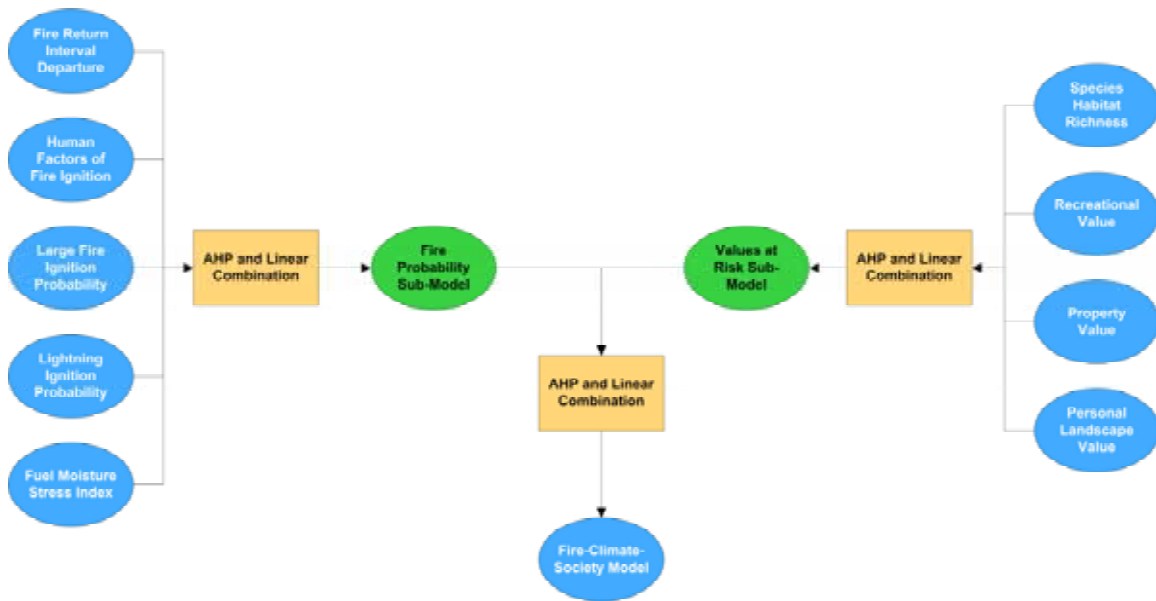 Fire Return
Interval
Departure
Human
Factors of
Fire Ignition
Large Fire
Ignition
Probability
Lightning
Ignition
Probability
Fuel Moisture
Stress Index
AHP and Linear
Combination
Fire
Probability
Sub-Model
Values at
Risk Sub-
Model
AHP and Linear
Combination
AHP and Linear
Combination
Fire-Climate-
Society Model
Species
Habitat
Richness
Recreational
Value
Property
Value
Personal
Landscape
Value